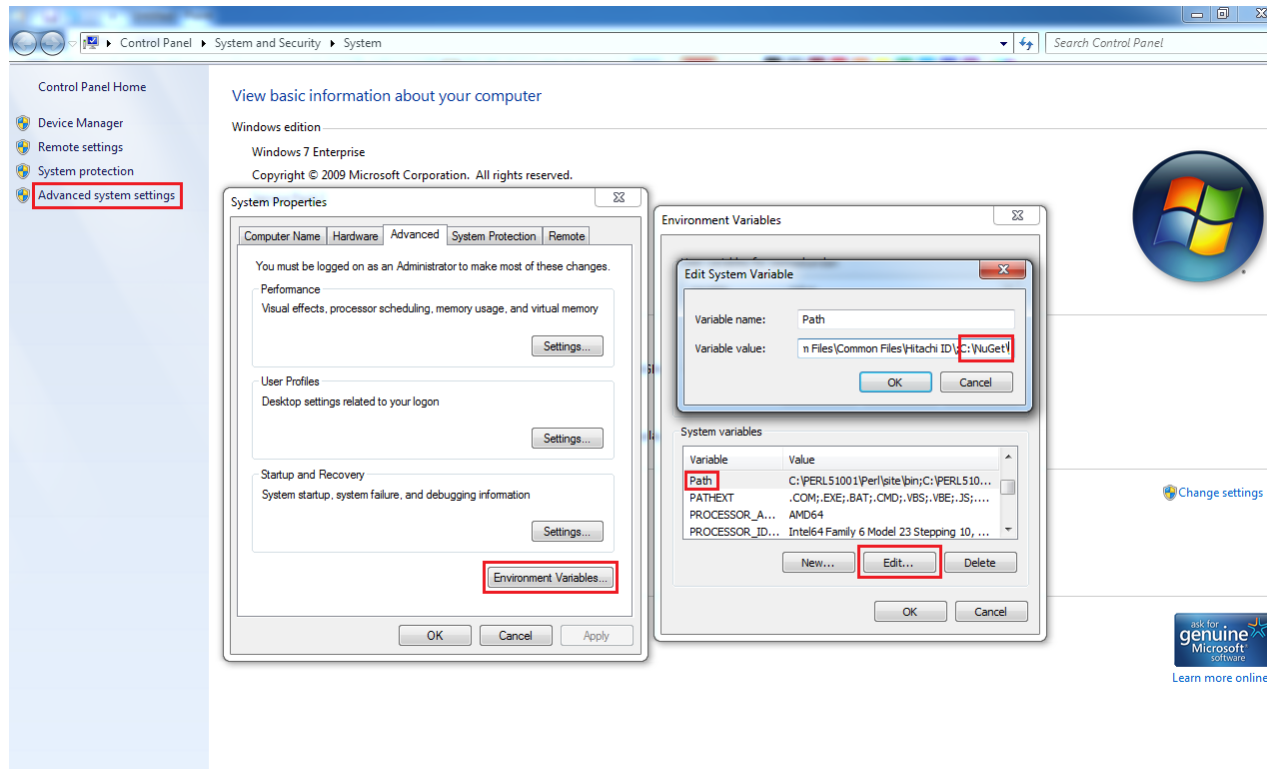 Control Panel ▸ System and Security ▸ System
Search Control Panel
Control Panel Home
Device Manager
Remote settings
System protection
Advanced system settings
View basic information about your computer
Windows edition
Windows 7 Enterprise
Copyright © 2009 Microsoft Corporation. All rights reserved.
System Properties
Computer Name Hardware Advanced System Protection Remote
You must be logged on as an Administrator to make most of these changes.
Performance
Visual effects, processor scheduling, memory usage, and virtual memory
Settings...
User Profiles
Desktop settings related to your logon
Settings...
Startup and Recovery
System startup, system failure, and debugging information
Settings...
Environment Variables...
OK Cancel Apply
Environment Variables
Edit System Variable
Variable name: Path
Variable value: n Files\Common Files\Hitachi ID\;C:\NuGet\
OK Cancel
System variables
Variable Value
Path C:\PERL51001\Perl\site\bin;C:\PERL510...
PATHEXT .COM;.EXE;.BAT;.CMD;.VBS;.VBE;.JS;....
PROCESSOR_A... AMD64
PROCESSOR_ID... Intel64 Family 6 Model 23 Stepping 10, ...
New... Edit... Delete
OK Cancel
Change settings
ask for
genuine
Microsoft
software
Learn more online